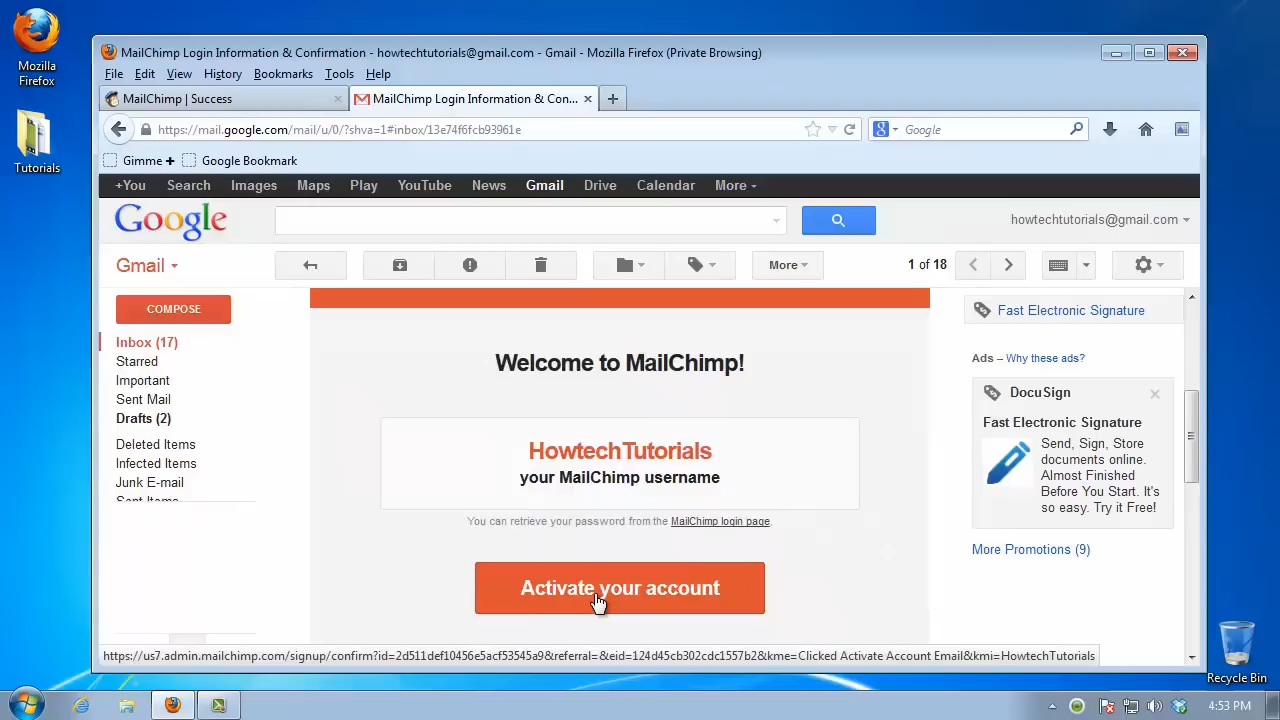 Mozilla
Firefox
Tutorials
MailChimp Login Information & Confirmation - howtechtutorials@gmail.com - Gmail - Mozilla Firefox (Private Browsing)
File Edit View History Bookmarks Tools Help
MailChimp | Success
MailChimp Login Information & Con...
https://mail.google.com/mail/u/0/?shva=1#inbox/13e74f6fcb93961e
Google
Gimme + Google Bookmark
+You Search Images Maps Play YouTube News Gmail Drive Calendar More
Google
howtechtutorials@gmail.com
Gmail
More
1 of 18
COMPOSE
Inbox (17)
Starred
Important
Sent Mail
Drafts (2)
Deleted Items
Infected Items
Junk E-mail
Sent Items
Welcome to MailChimp!
HowtechTutorials
your MailChimp username
You can retrieve your password from the MailChimp login page.
Activate your account
Fast Electronic Signature
Ads – Why these ads?
DocuSign
Fast Electronic Signature
Send, Sign, Store
documents online.
Almost Finished
Before You Start. It's
so easy. Try it Free!
More Promotions (9)
https://us7.admin.mailchimp.com/signup/confirm?id=2d511def10456e5acf53545a9&referral=&eid=124d45cb302cdc1557b2&kme=Clicked Activate Account Email&kmi=HowtechTutorials
Recycle Bin
4:53 PM